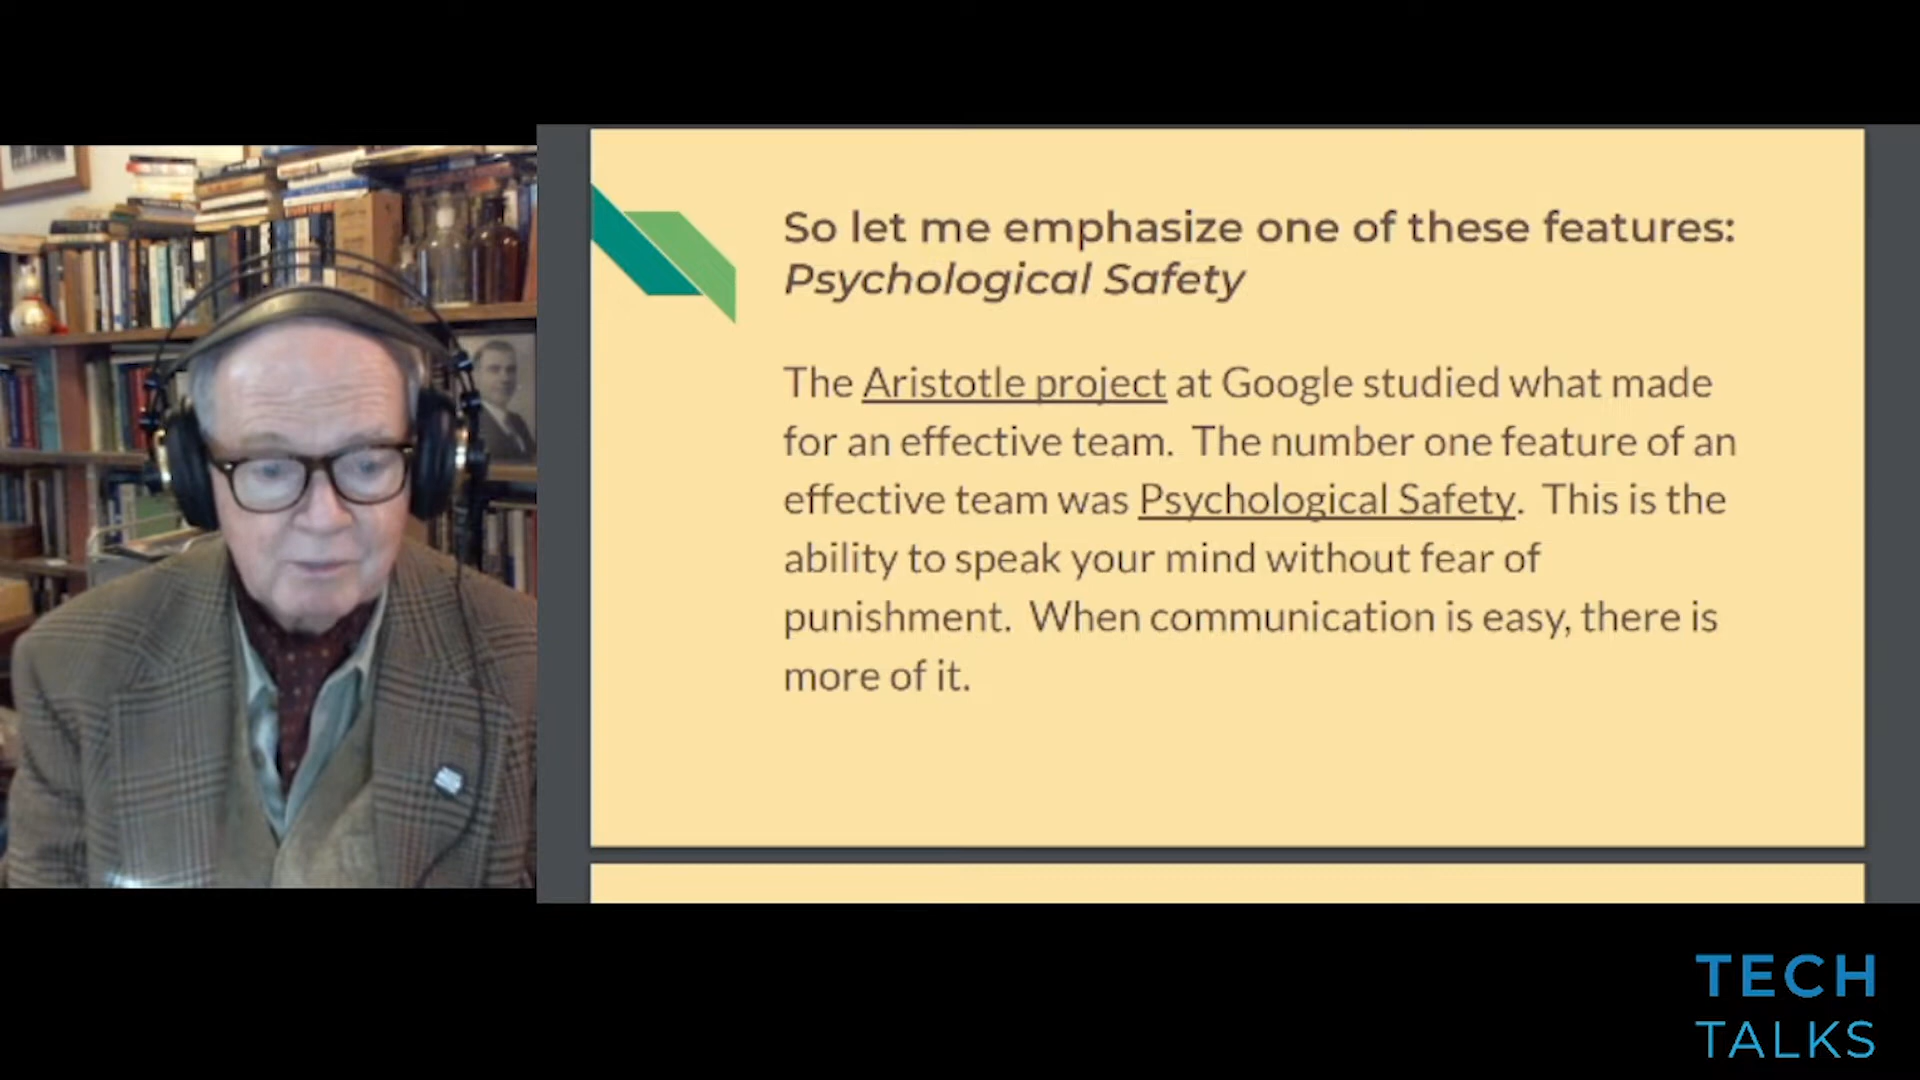 So let me emphasize one of these features:
Psychological Safety
The Aristotle project at Google studied what made
for an effective team. The number one feature of an
effective team was Psychological Safety. This is the
ability to speak your mind without fear of
punishment. When communication is easy, there is
more of it.
TECH
TALKS